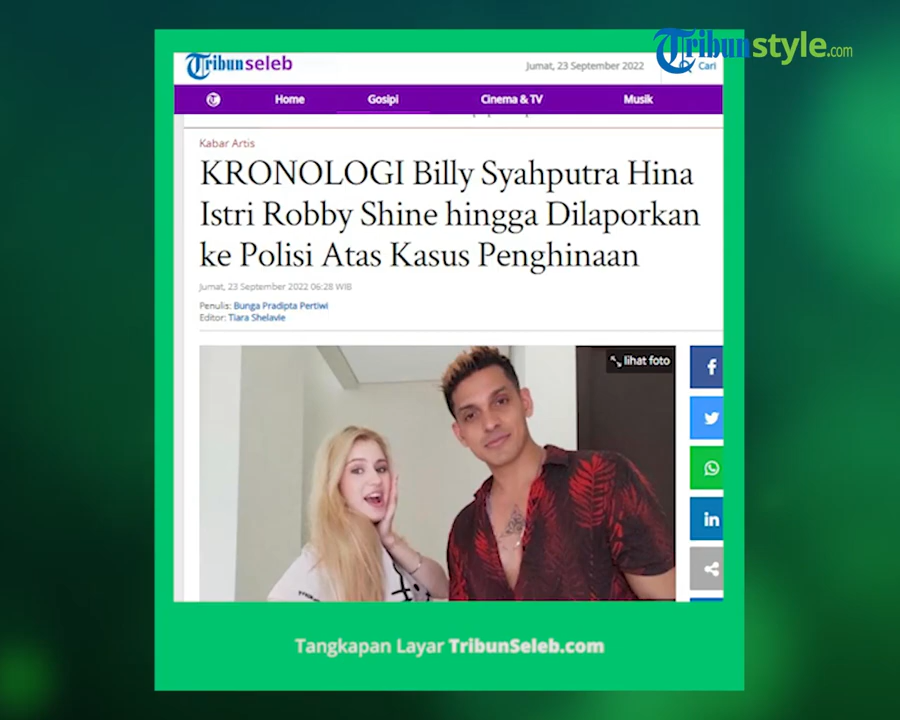 Tribunstyle.com
Tribunseleb
Jumat, 23 September 2022
Cari
Home Gosipi Cinema & TV Musik
Kabar Artis
KRONOLOGI Billy Syahputra Hina
Istri Robby Shine hingga Dilaporkan
ke Polisi Atas Kasus Penghinaan
Jumat, 23 September 2022 06:28 WIB
Penulis: Bunga Pradipta Pertiwi
Editor: Tiara Shelavie
lihat foto
Tangkapan Layar TribunSeleb.com